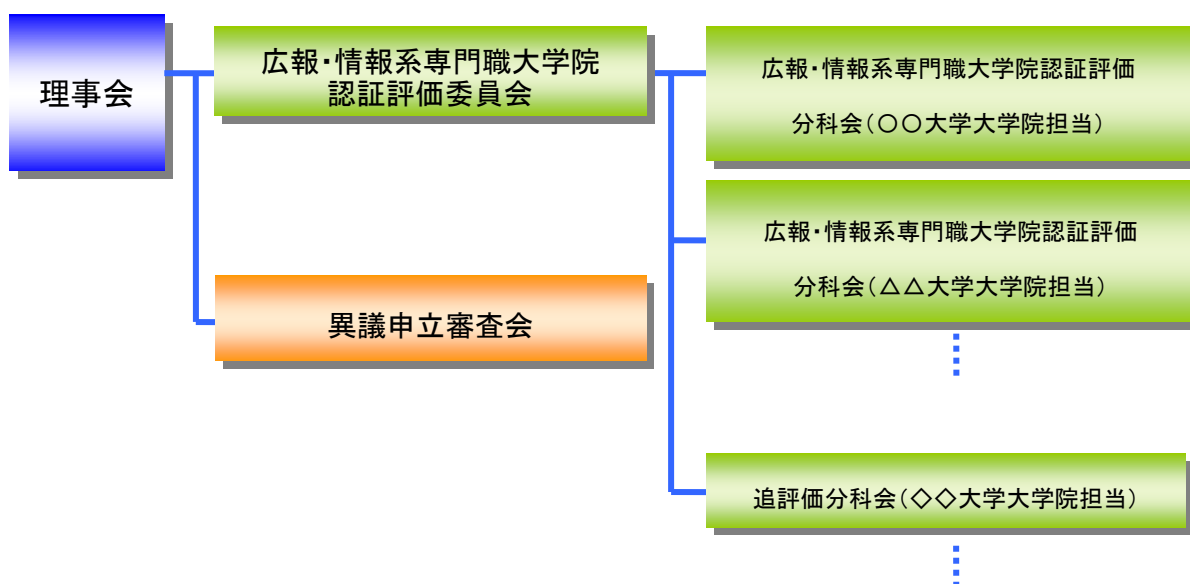 理事会
広報・情報系専門職大学院
認証評価委員会
異議申立審査会
広報・情報系専門職大学院認証評価
分科会(〇〇大学大学院担当)
広報・情報系専門職大学院認証評価
分科会(△△大学大学院担当)
追評価分科会(◇◇大学大学院担当)